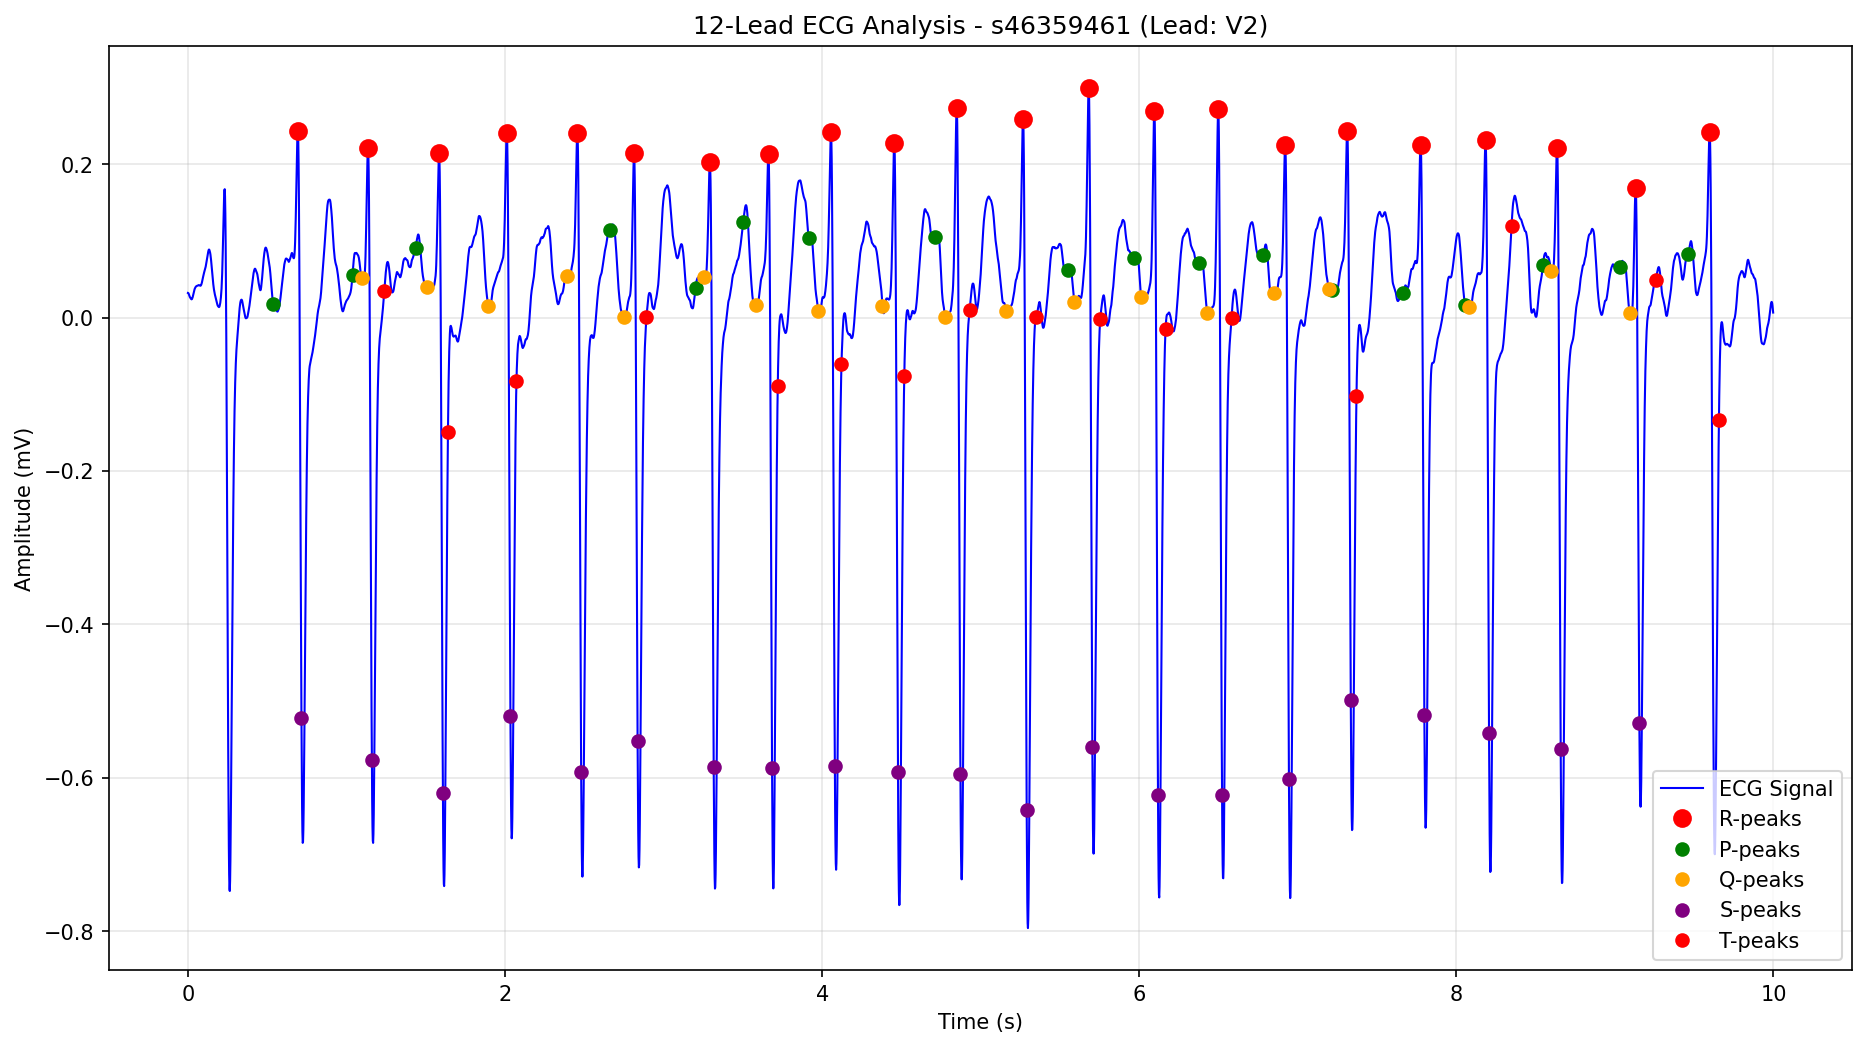 12-Lead ECG Analysis - s46359461 (Lead: V2)
Amplitude (mV)
0.2
0.0
−0.2
−0.4
−0.6
−0.8
0
2
4
6
8
10
Time (s)
ECG Signal
R-peaks
P-peaks
Q-peaks
S-peaks
T-peaks